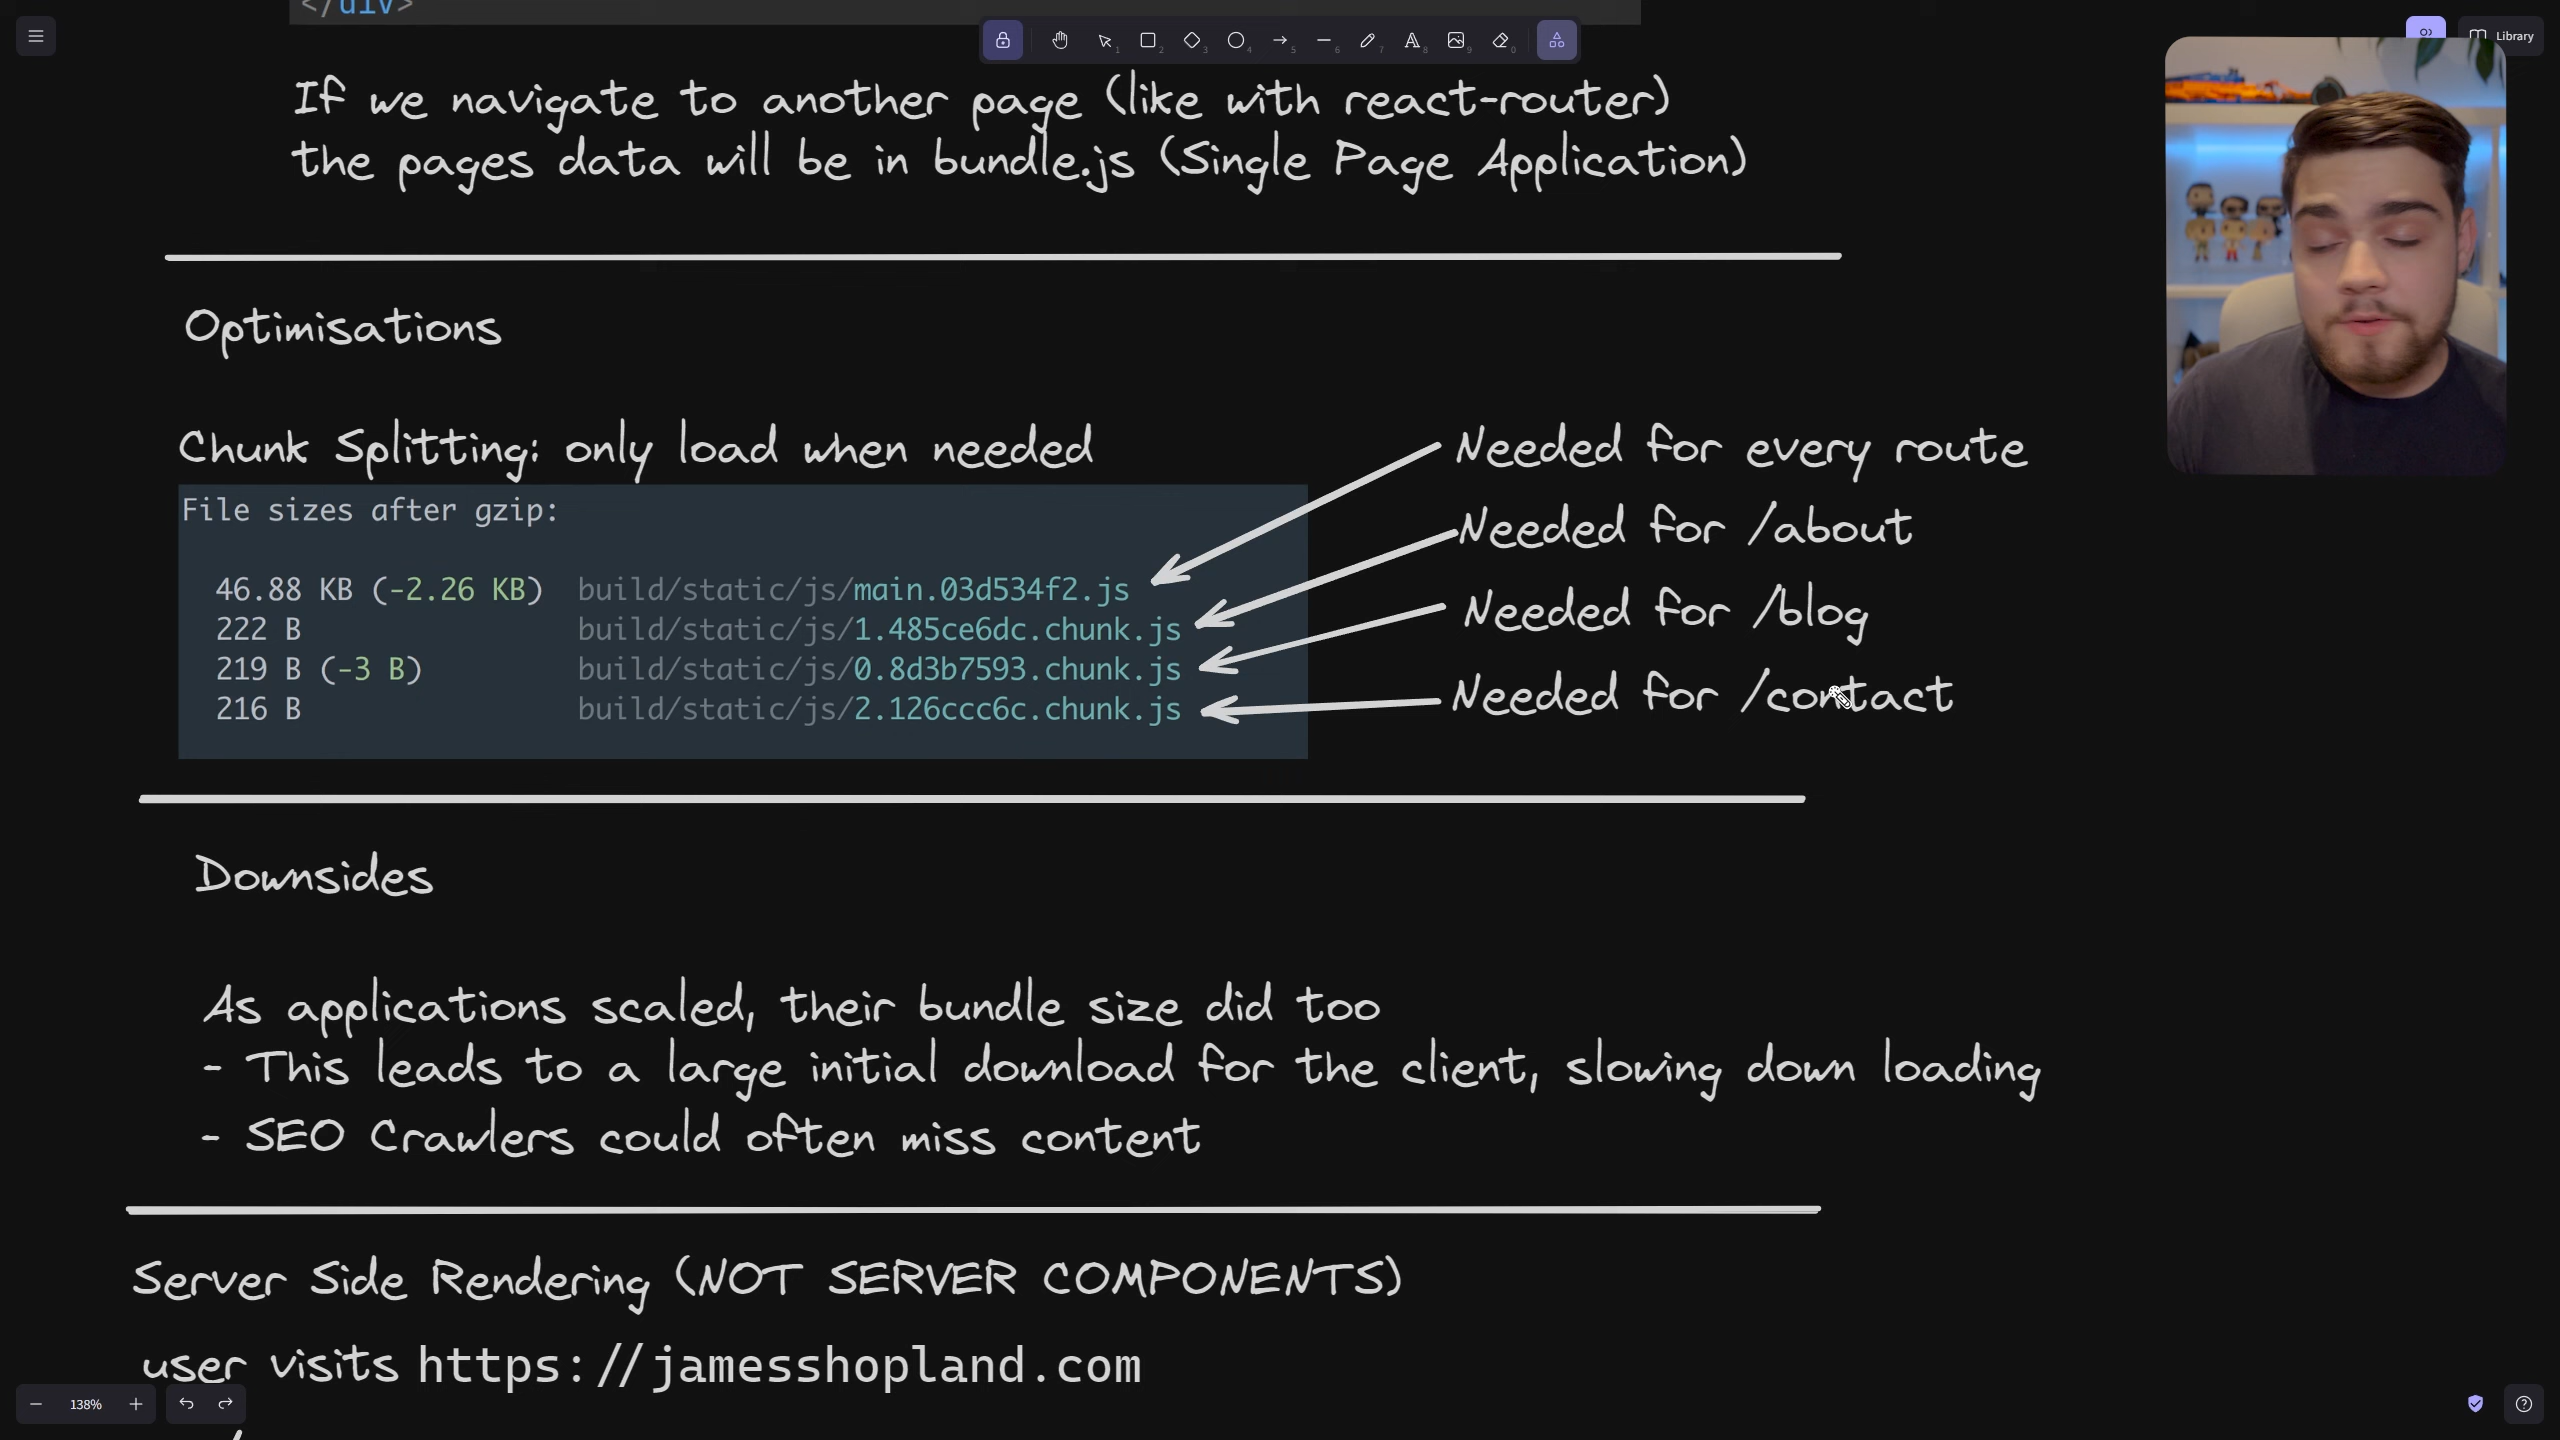 </div>
Library
If we navigate to another page (like with react-router)
the pages data will be in bundle.js (Single Page Application)
Optimisations
Chunk Splitting: only load when needed
File sizes after gzip:
46.88 KB (-2.26 KB) build/static/js/main.03d534f2.js
222 B build/static/js/1.485ce6dc.chunk.js
219 B (-3 B) build/static/js/0.8d3b7593.chunk.js
216 B build/static/js/2.126ccc6c.chunk.js
Needed for every route
Needed for /about
Needed for /blog
Needed for /contact
Downsides
As applications scaled, their bundle size did too
- This leads to a large initial download for the client, slowing down loading
- SEO Crawlers could often miss content
Server Side Rendering (NOT SERVER COMPONENTS)
user visits https://jamesshopland.com
138%